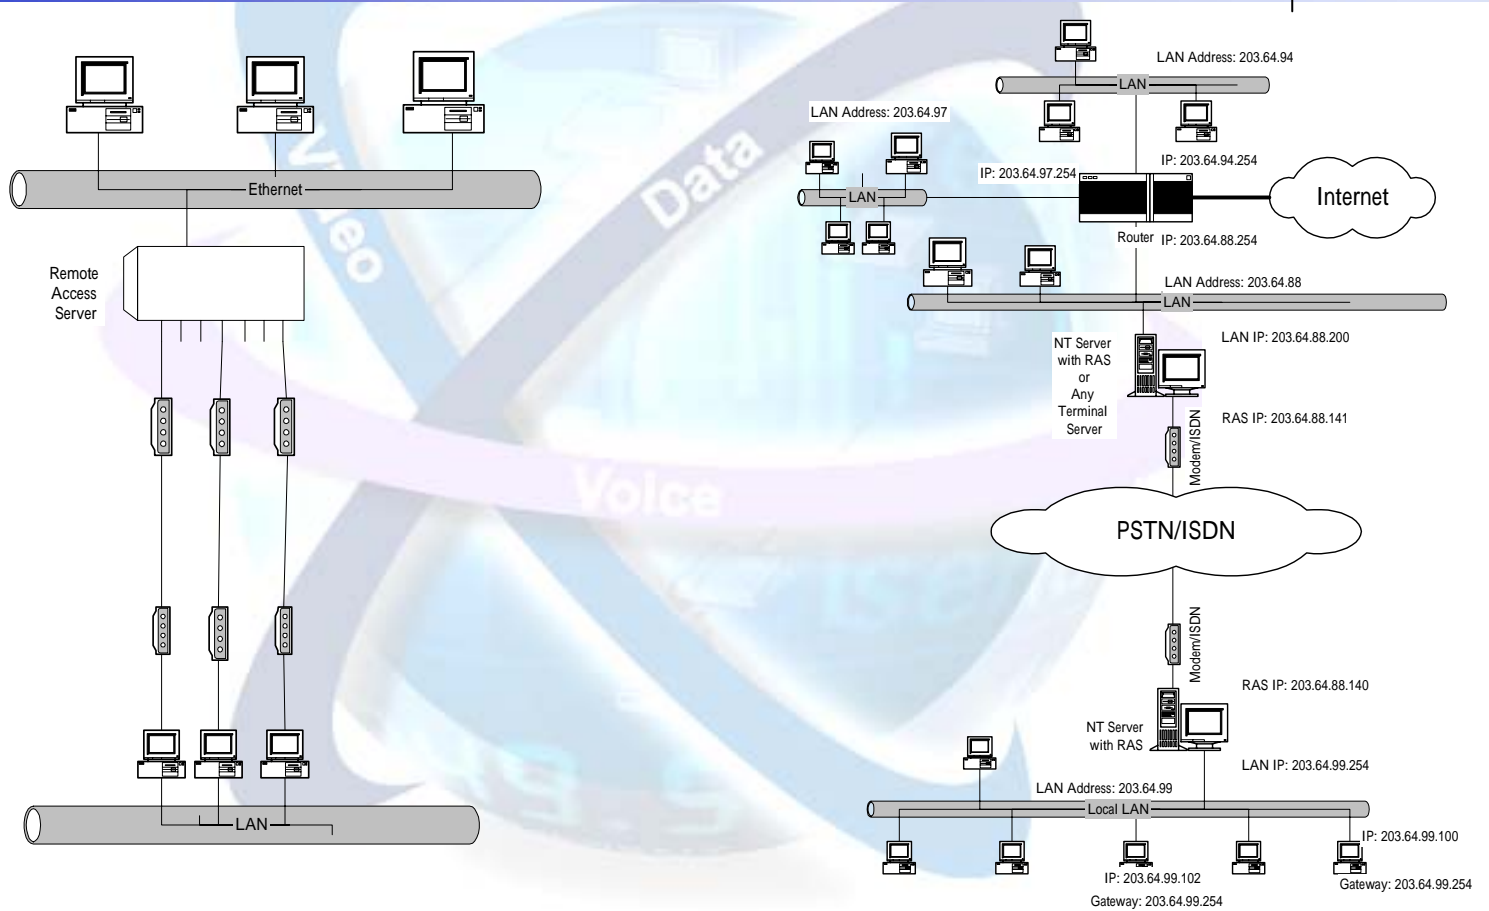 Ethernet
Remote
Access
Server
LAN
Video
Data
Voice
LAN Address: 203.64.94
LAN
LAN Address: 203.64.97
IP: 203.64.94.254
IP: 203.64.97.254
LAN
Internet
Router
IP: 203.64.88.254
LAN Address: 203.64.88
LAN
LAN IP: 203.64.88.200
NT Server
with RAS
or
Any
Terminal
Server
RAS IP: 203.64.88.141
Modem/ISDN
PSTN/ISDN
Modem/ISDN
RAS IP: 203.64.88.140
NT Server
with RAS
LAN IP: 203.64.99.254
LAN Address: 203.64.99
Local LAN
IP: 203.64.99.100
Gateway: 203.64.99.254
IP: 203.64.99.102
Gateway: 203.64.99.254